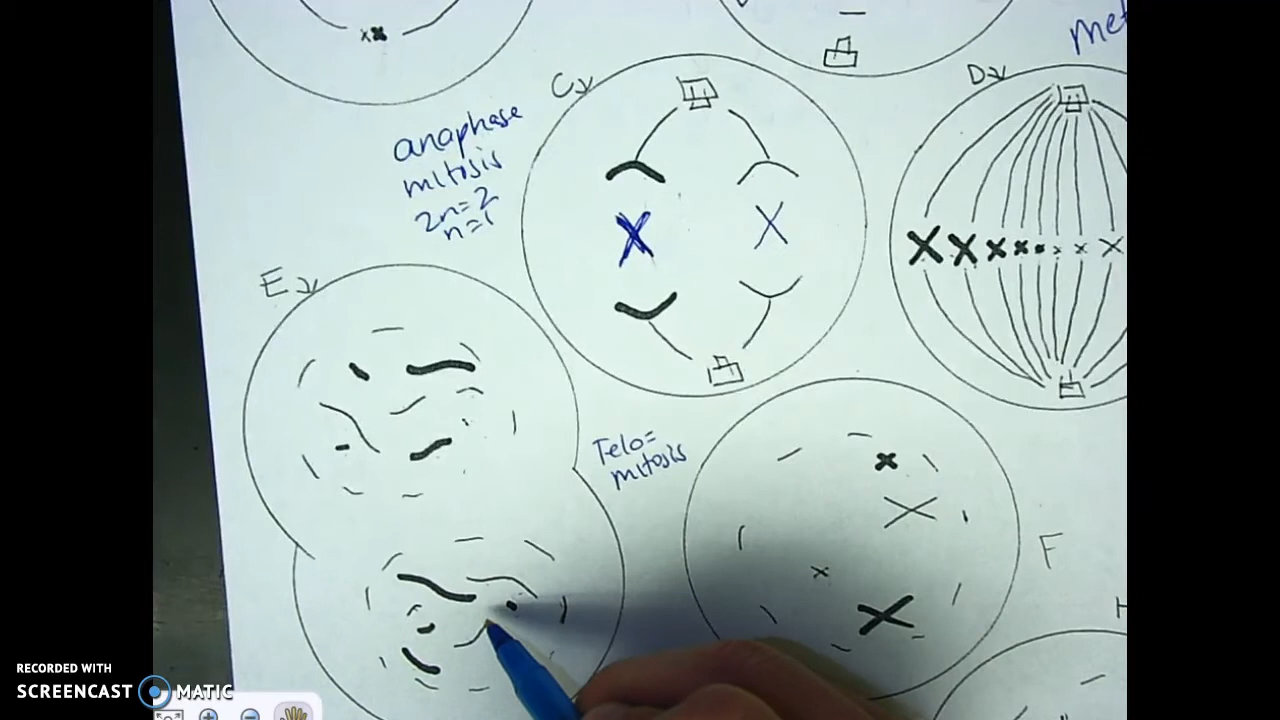 C
D
anaphase
mitosis
2n=2
n=1
E
Telo=
mitosis
F
RECORDED WITH
SCREENCAST MATIC